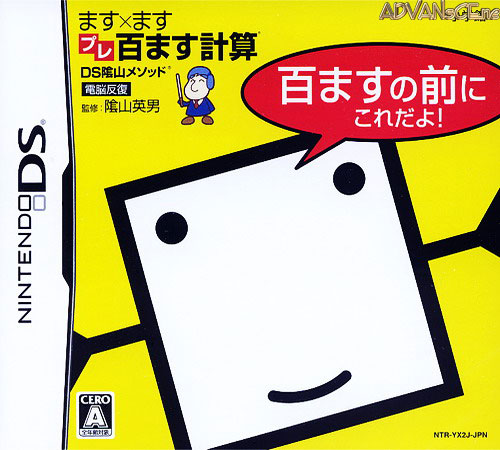 ADVANsCE.ne
ます×ます
プレ百ます計算®
DS陰山メソッド®
電脳反復
監修:陰山英男
百ますの前に
これだよ!
NINTENDO DS
CERO
A
全年齢対象
NTR-YX2J-JPN